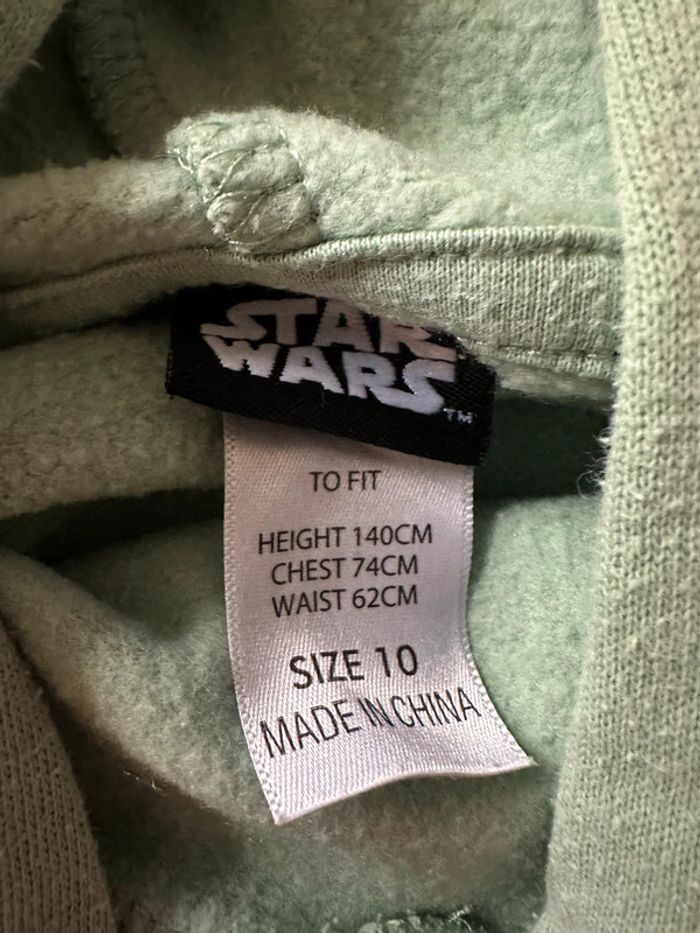 STAR
WARS
TM
TO FIT
HEIGHT 140CM
CHEST 74CM
WAIST 62CM
SIZE 10
MADE IN CHINA